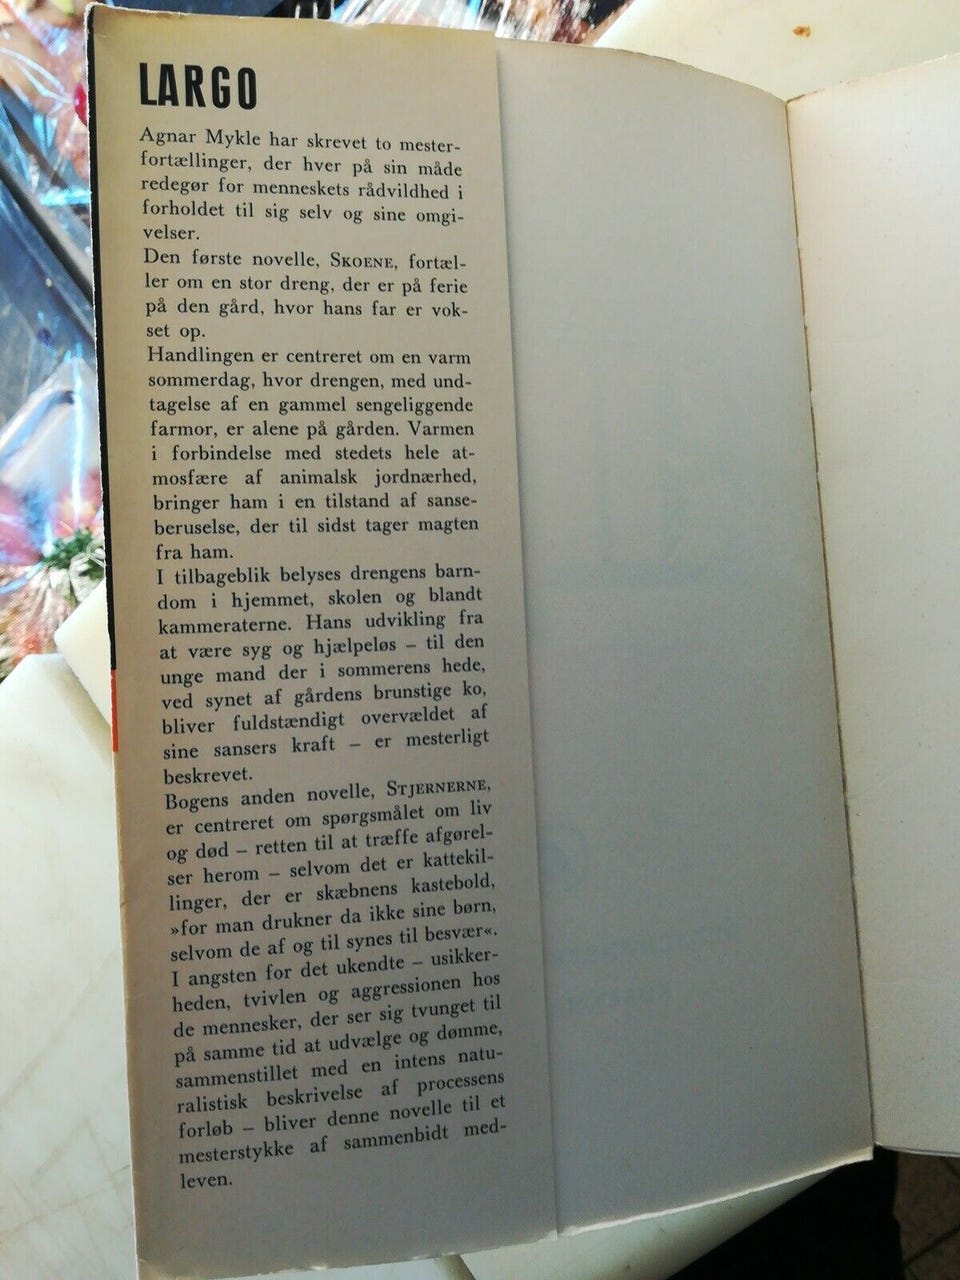 LARGO
Agnar Mykle har skrevet to mester-
fortællinger, der hver på sin måde
redegør for menneskets rådvildhed i
forholdet til sig selv og sine omgi-
velser.
Den første novelle, SKOENE, fortæl-
ler om en stor dreng, der er på ferie
på den gård, hvor hans far er vok-
set op.
Handlingen er centreret om en varm
sommerdag, hvor drengen, med und-
tagelse af en gammel sengeliggende
farmor, er alene på gården. Varmen
i forbindelse med stedets hele at-
mosfære af animalsk jordnærhed,
bringer ham i en tilstand af sanse-
beruselse, der til sidst tager magten
fra ham.
I tilbageblik belyses drengens barn-
dom i hjemmet, skolen og blandt
kammeraterne. Hans udvikling fra
at være syg og hjælpeløs – til den
unge mand der i sommerens hede,
ved synet af gårdens brunstige ko,
bliver fuldstændigt overvældet af
sine sansers kraft – er mesterligt
beskrevet.
Bogens anden novelle, STJERNERNE,
er centreret om spørgsmålet om liv
og død – retten til at træffe afgørel-
ser herom – selvom det er kattekil-
linger, der er skæbnens kastebold,
»for man drukner da ikke sine børn,
selvom de af og til synes til besvær«.
I angsten for det ukendte – usikker-
heden, tvivlen og aggressionen hos
de mennesker, der ser sig tvunget til
på samme tid at udvælge og dømme,
sammenstillet med en intens natu-
ralistisk beskrivelse af processens
forløb – bliver denne novelle til et
mesterstykke af sammenbidt med-
leven.